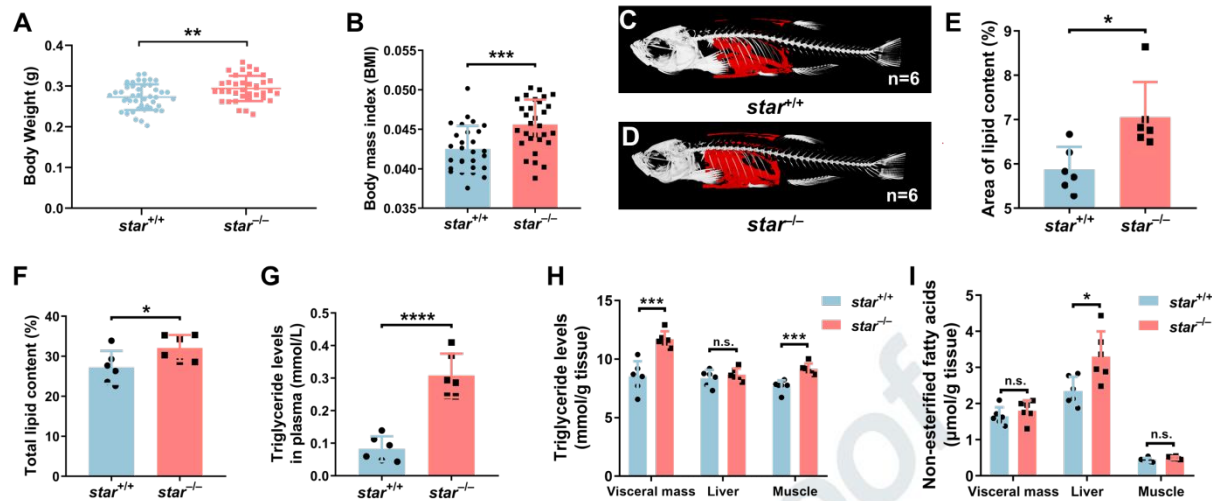 A
**
Body Weight (g)
0.4
0.3
0.2
0.1
0.0
star+/+
star−/−
B
***
Body mass index (BMI)
0.055
0.050
0.045
0.040
0.035
star+/+
star−/−
C
n=6
star+/+
D
n=6
star−/−
E
*
Area of lipid content (%)
9
8
7
6
5
star+/+
star−/−
F
*
Total lipid content (%)
40
30
20
10
0
star+/+
star−/−
G
****
Triglyceride levels
in plasma (mmol/L)
0.5
0.4
0.3
0.2
0.1
0.0
star+/+
star−/−
H
star+/+
star−/−
***
n.s.
***
Triglyceride levels
(mmol/g tissue)
15
10
5
0
Visceral mass
Liver
Muscle
I
star+/+
star−/−
n.s.
*
n.s.
Non-esterified fatty acids
(μmol/g tissue)
5
4
3
2
1
0
Visceral mass
Liver
Muscle